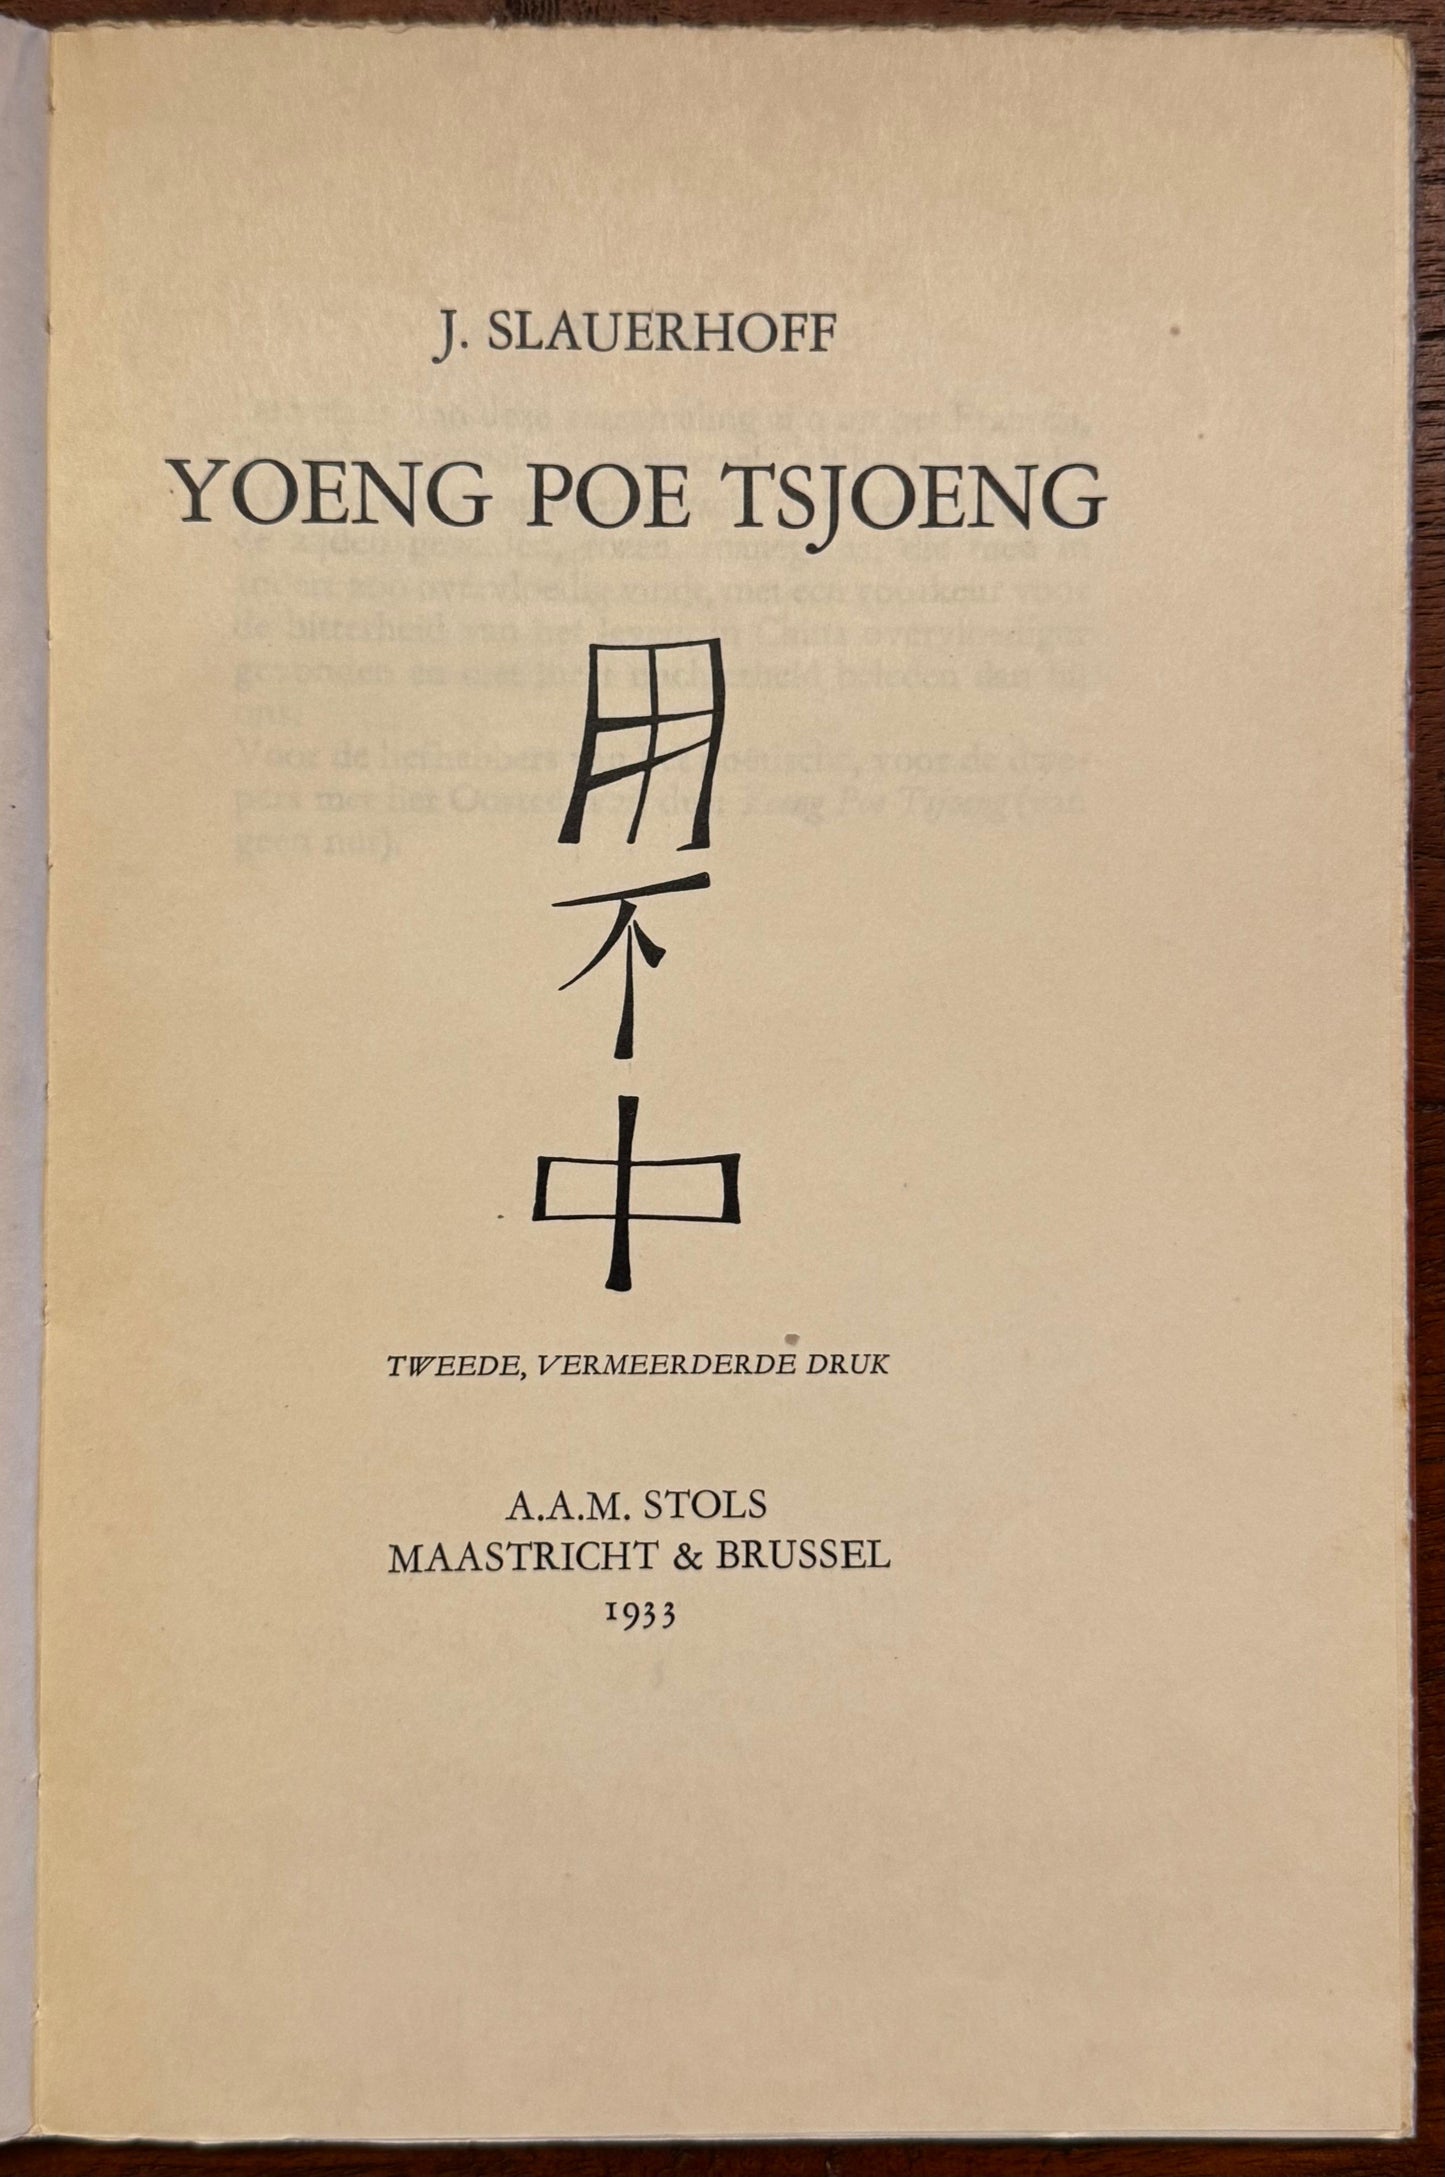 J. SLAUERHOFF
YOENG POE TSJOENG
用
不
中
TWEEDE, VERMEERDERDE DRUK
A.A.M. STOLS
MAASTRICHT & BRUSSEL
1933